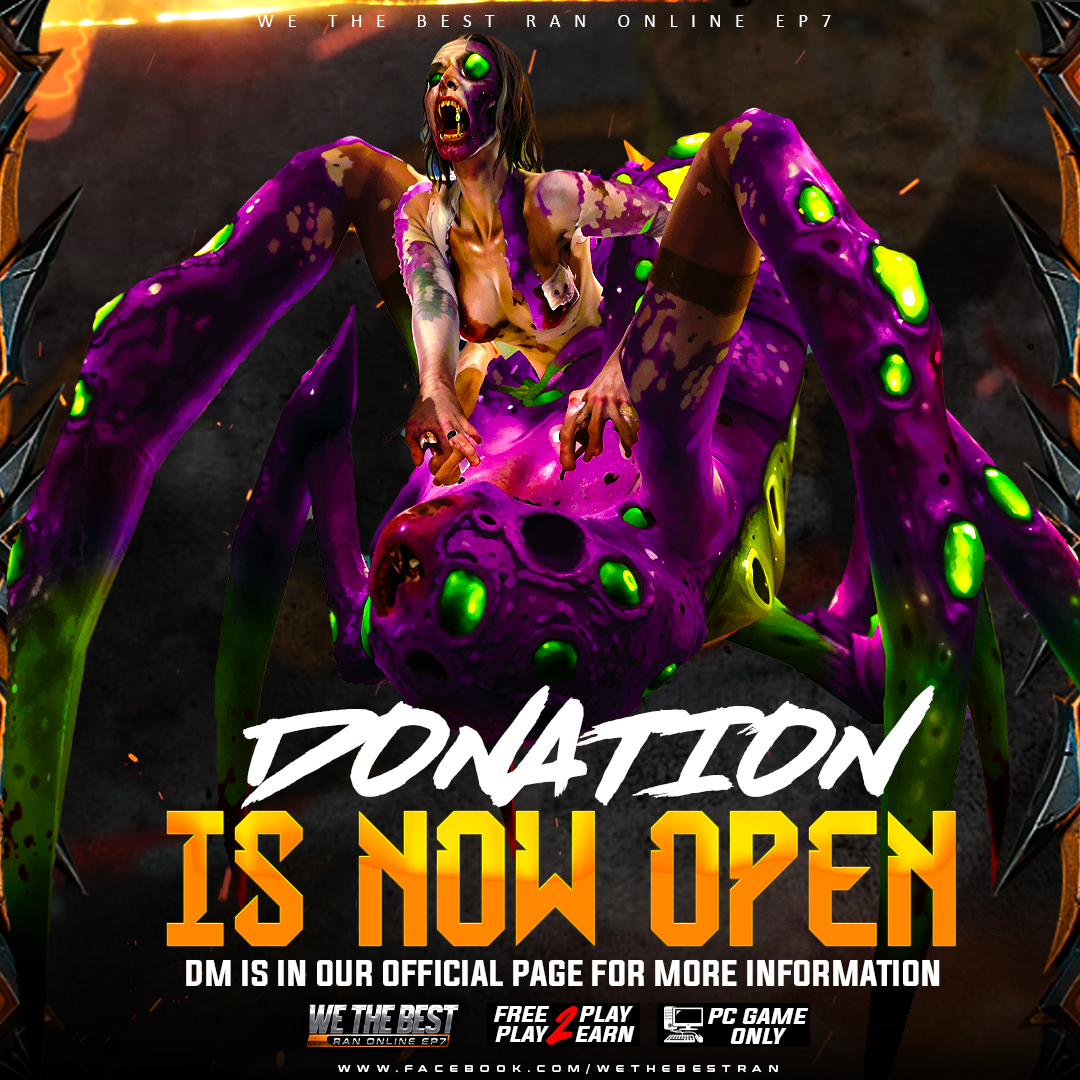 WE THE BEST RAN ONLINE EP7
DONATION
IS NOW OPEN
DM IS IN OUR OFFICIAL PAGE FOR MORE INFORMATION
WE THE BEST
RAN ONLINE EP7
FREE 2 PLAY
PLAY 2 EARN
PC GAME
ONLY
WWW.FACEBOOK.COM/WETHEBESTRAN